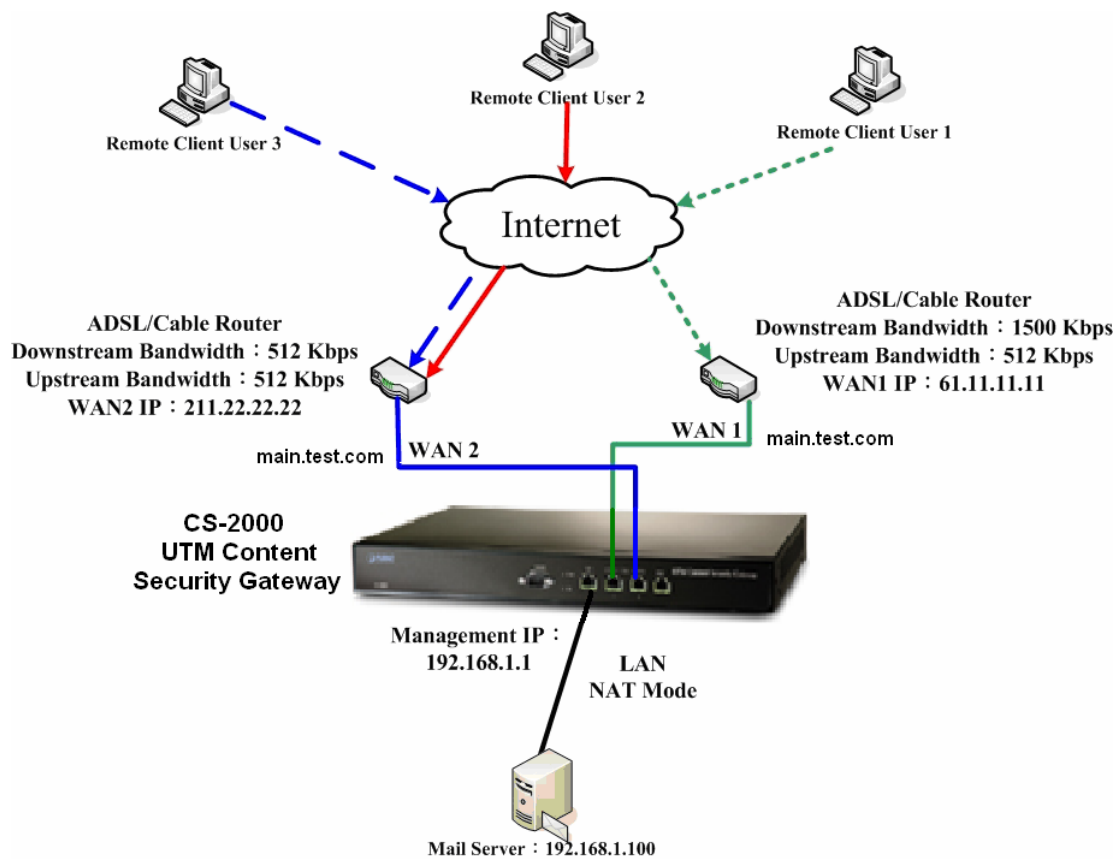 Remote Client User 3
Remote Client User 2
Remote Client User 1
Internet
ADSL/Cable Router
Downstream Bandwidth：512 Kbps
Upstream Bandwidth：512 Kbps
WAN2 IP：211.22.22.22
ADSL/Cable Router
Downstream Bandwidth：1500 Kbps
Upstream Bandwidth：512 Kbps
WAN1 IP：61.11.11.11
main.test.com
WAN 2
WAN 1
main.test.com
CS-2000
UTM Content
Security Gateway
Management IP：
192.168.1.1
LAN
NAT Mode
Mail Server：192.168.1.100